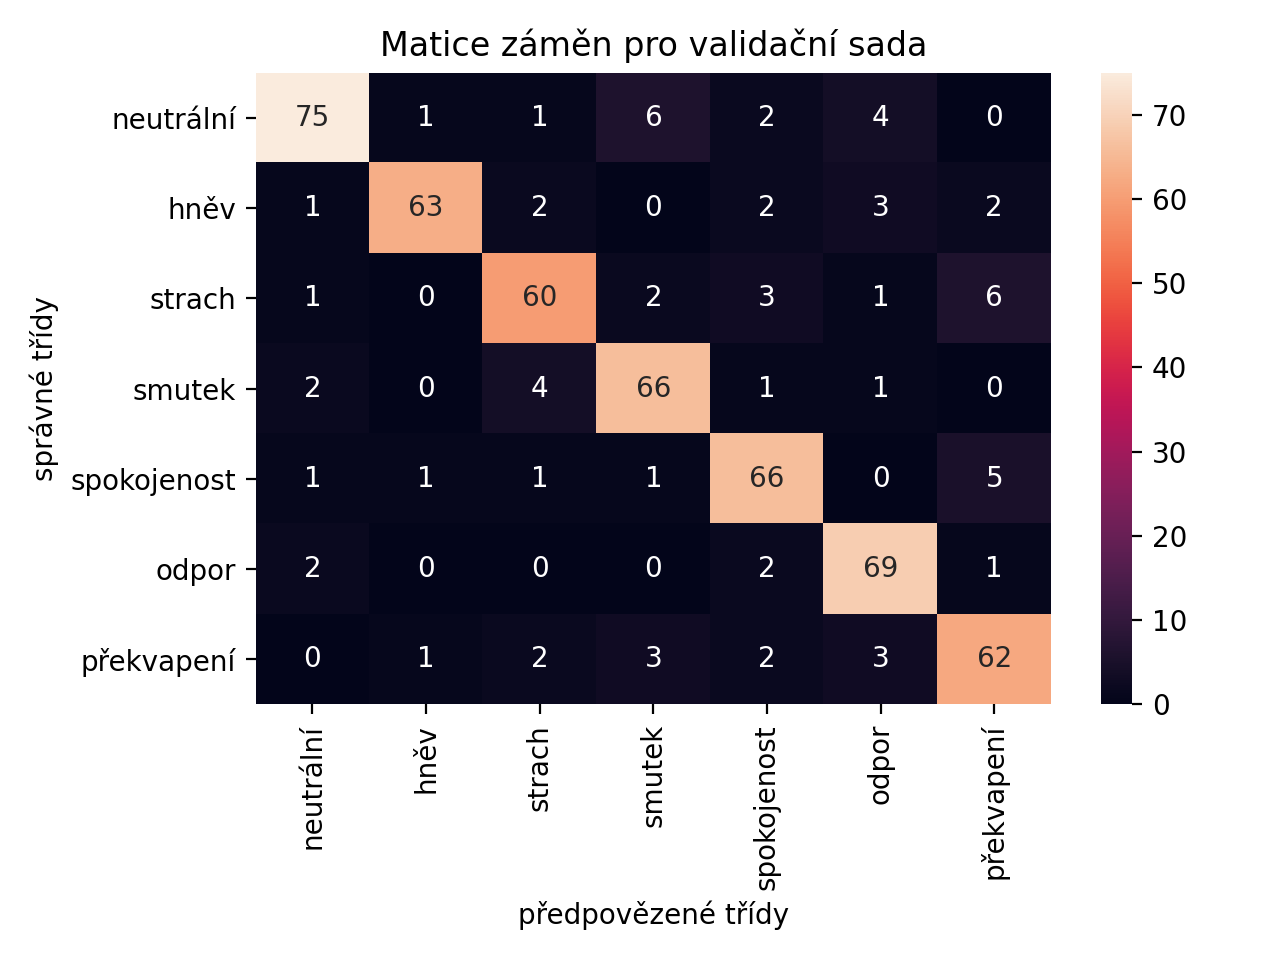 Matice záměn pro validační sada
neutrální 75 1 1 6 2 4 0
hněv 1 63 2 0 2 3 2
strach 1 0 60 2 3 1 6
smutek 2 0 4 66 1 1 0
spokojenost 1 1 1 1 66 0 5
odpor 2 0 0 0 2 69 1
překvapení 0 1 2 3 2 3 62
správné třídy
neutrální hněv strach smutek spokojenost odpor překvapení
předpovězené třídy
70
60
50
40
30
20
10
0